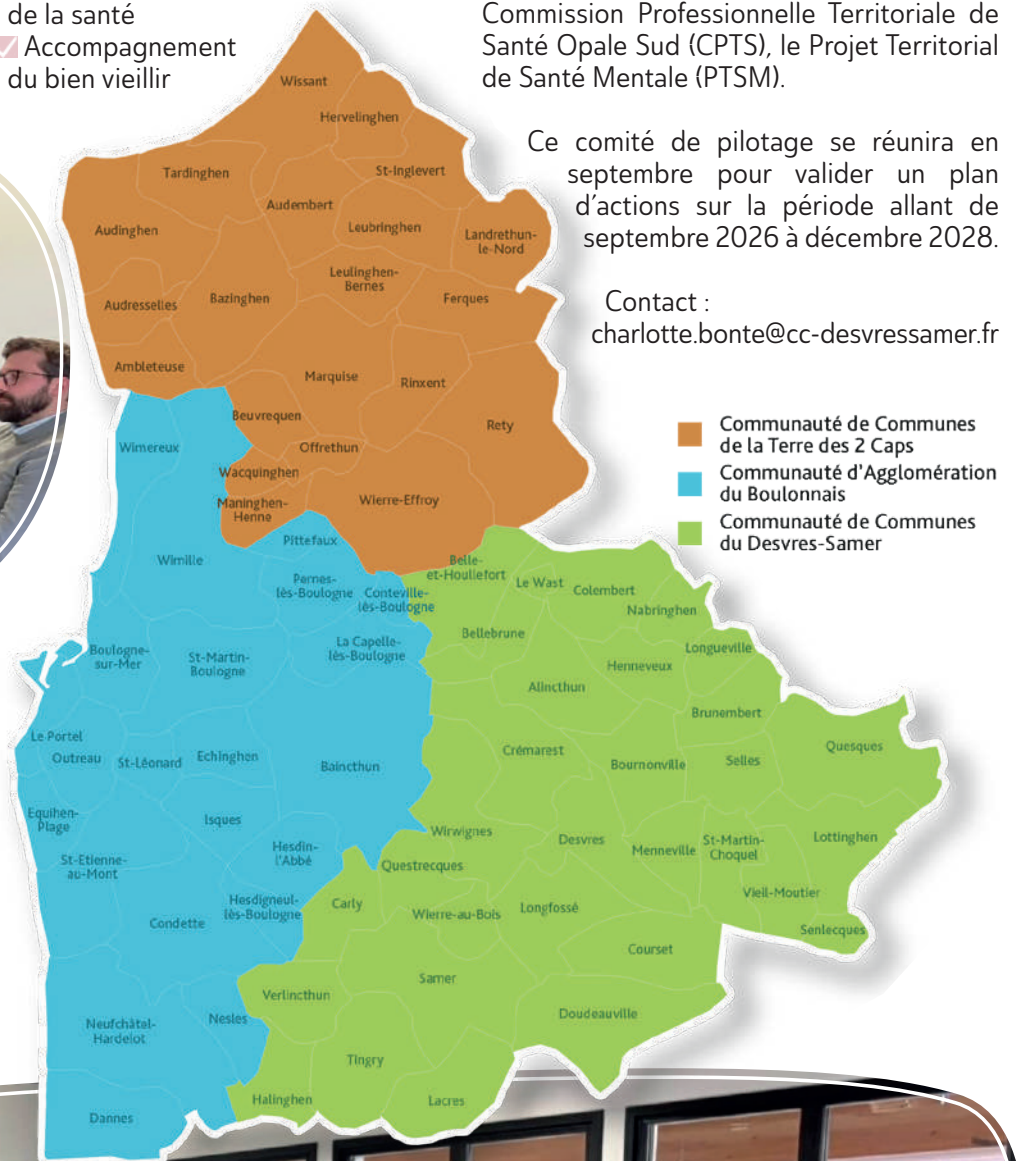 de la santé
Accompagnement
du bien vieillir
Commission Professionnelle Territoriale de
Santé Opale Sud (CPTS), le Projet Territorial
de Santé Mentale (PTSM).
Ce comité de pilotage se réunira en
septembre pour valider un plan
d'actions sur la période allant de
septembre 2026 à décembre 2028.
Contact :
charlotte.bonte@cc-desvressamer.fr
Communauté de Communes
de la Terre des 2 Caps
Communauté d'Agglomération
du Boulonnais
Communauté de Communes
du Desvres-Samer
Wissant
Hervelinghen
Tardinghen
St-Inglevert
Audembert
Audinghen
Leubringhen
Landrethun-
le-Nord
Leulinghen-
Bernes
Audresselles
Bazinghen
Ferques
Ambleteuse
Marquise
Rinxent
Beuvrequen
Rety
Offrethun
Wacquinghen
Maninghen-
Henne
Wierre-Effroy
Wimereux
Pittefaux
Wimille
Pernes-
lès-Boulogne
Conteville-
lès-Boulogne
Boulogne-
sur-Mer
St-Martin-
Boulogne
La Capelle-
lès-Boulogne
Le Portel
Outreau
St-Léonard
Echinghen
Baincthun
Equihen-
Plage
Isques
St-Etienne-
au-Mont
Hesdin-
l'Abbé
Hesdigneul-
lès-Boulogne
Condette
Neufchâtel-
Hardelot
Nesles
Dannes
Belle-
et-Houllefort
Le Wast
Colembert
Nabringhen
Bellebrune
Longueville
Henneveux
Alincthun
Brunembert
Crémarest
Bournonville
Selles
Quesques
Wirwignes
Desvres
Menneville
St-Martin-
Choquel
Lottinghen
Questrecques
Vieil-Moutier
Carly
Wierre-au-Bois
Longfossé
Senlecques
Courset
Samer
Verlincthun
Doudeauville
Tingry
Halinghen
Lacres